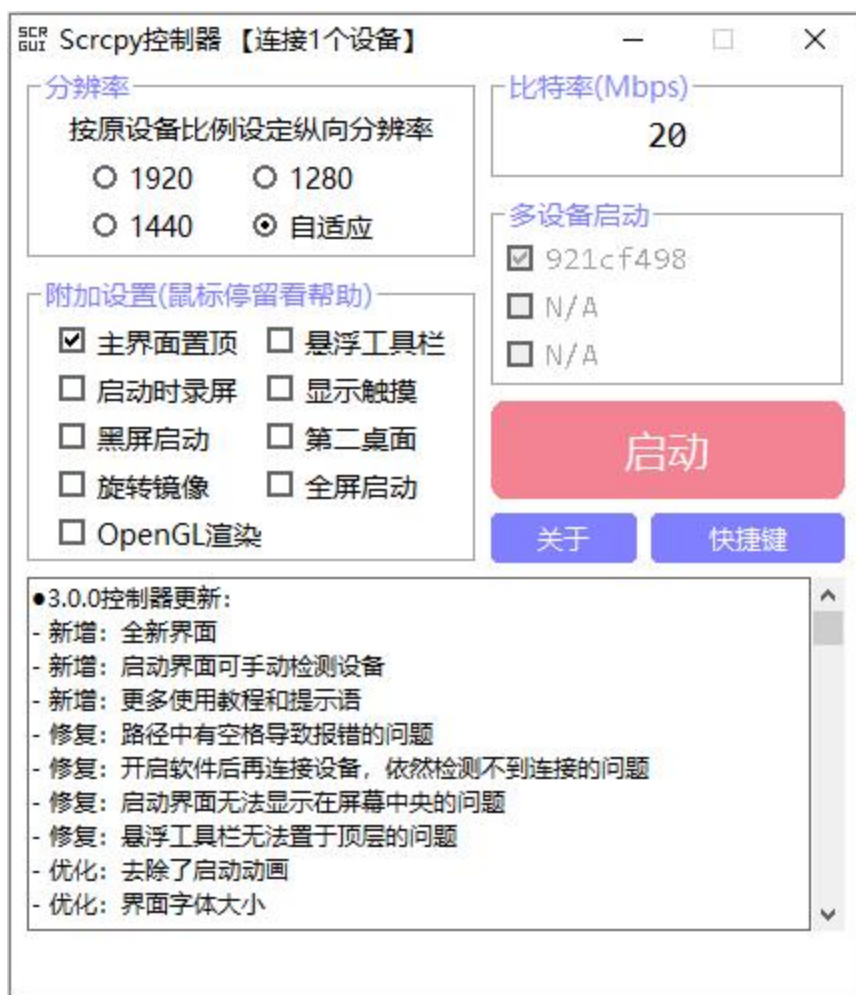 SCR GUI Scrcpy控制器 【连接1个设备】
分辨率
按原设备比例设定纵向分辨率
1920 1280
1440 自适应
比特率(Mbps)
20
多设备启动
921cf498
N/A
N/A
附加设置(鼠标停留看帮助)
主界面置顶 悬浮工具栏
启动时录屏 显示触摸
黑屏启动 第二桌面
旋转镜像 全屏启动
OpenGL渲染
启动
关于 快捷键
●3.0.0控制器更新:
- 新增: 全新界面
- 新增: 启动界面可手动检测设备
- 新增: 更多使用教程和提示语
- 修复: 路径中有空格导致报错的问题
- 修复: 开启软件后再连接设备, 依然检测不到连接的问题
- 修复: 启动界面无法显示在屏幕中央的问题
- 修复: 悬浮工具栏无法置于顶层的问题
- 优化: 去除了启动动画
- 优化: 界面字体大小